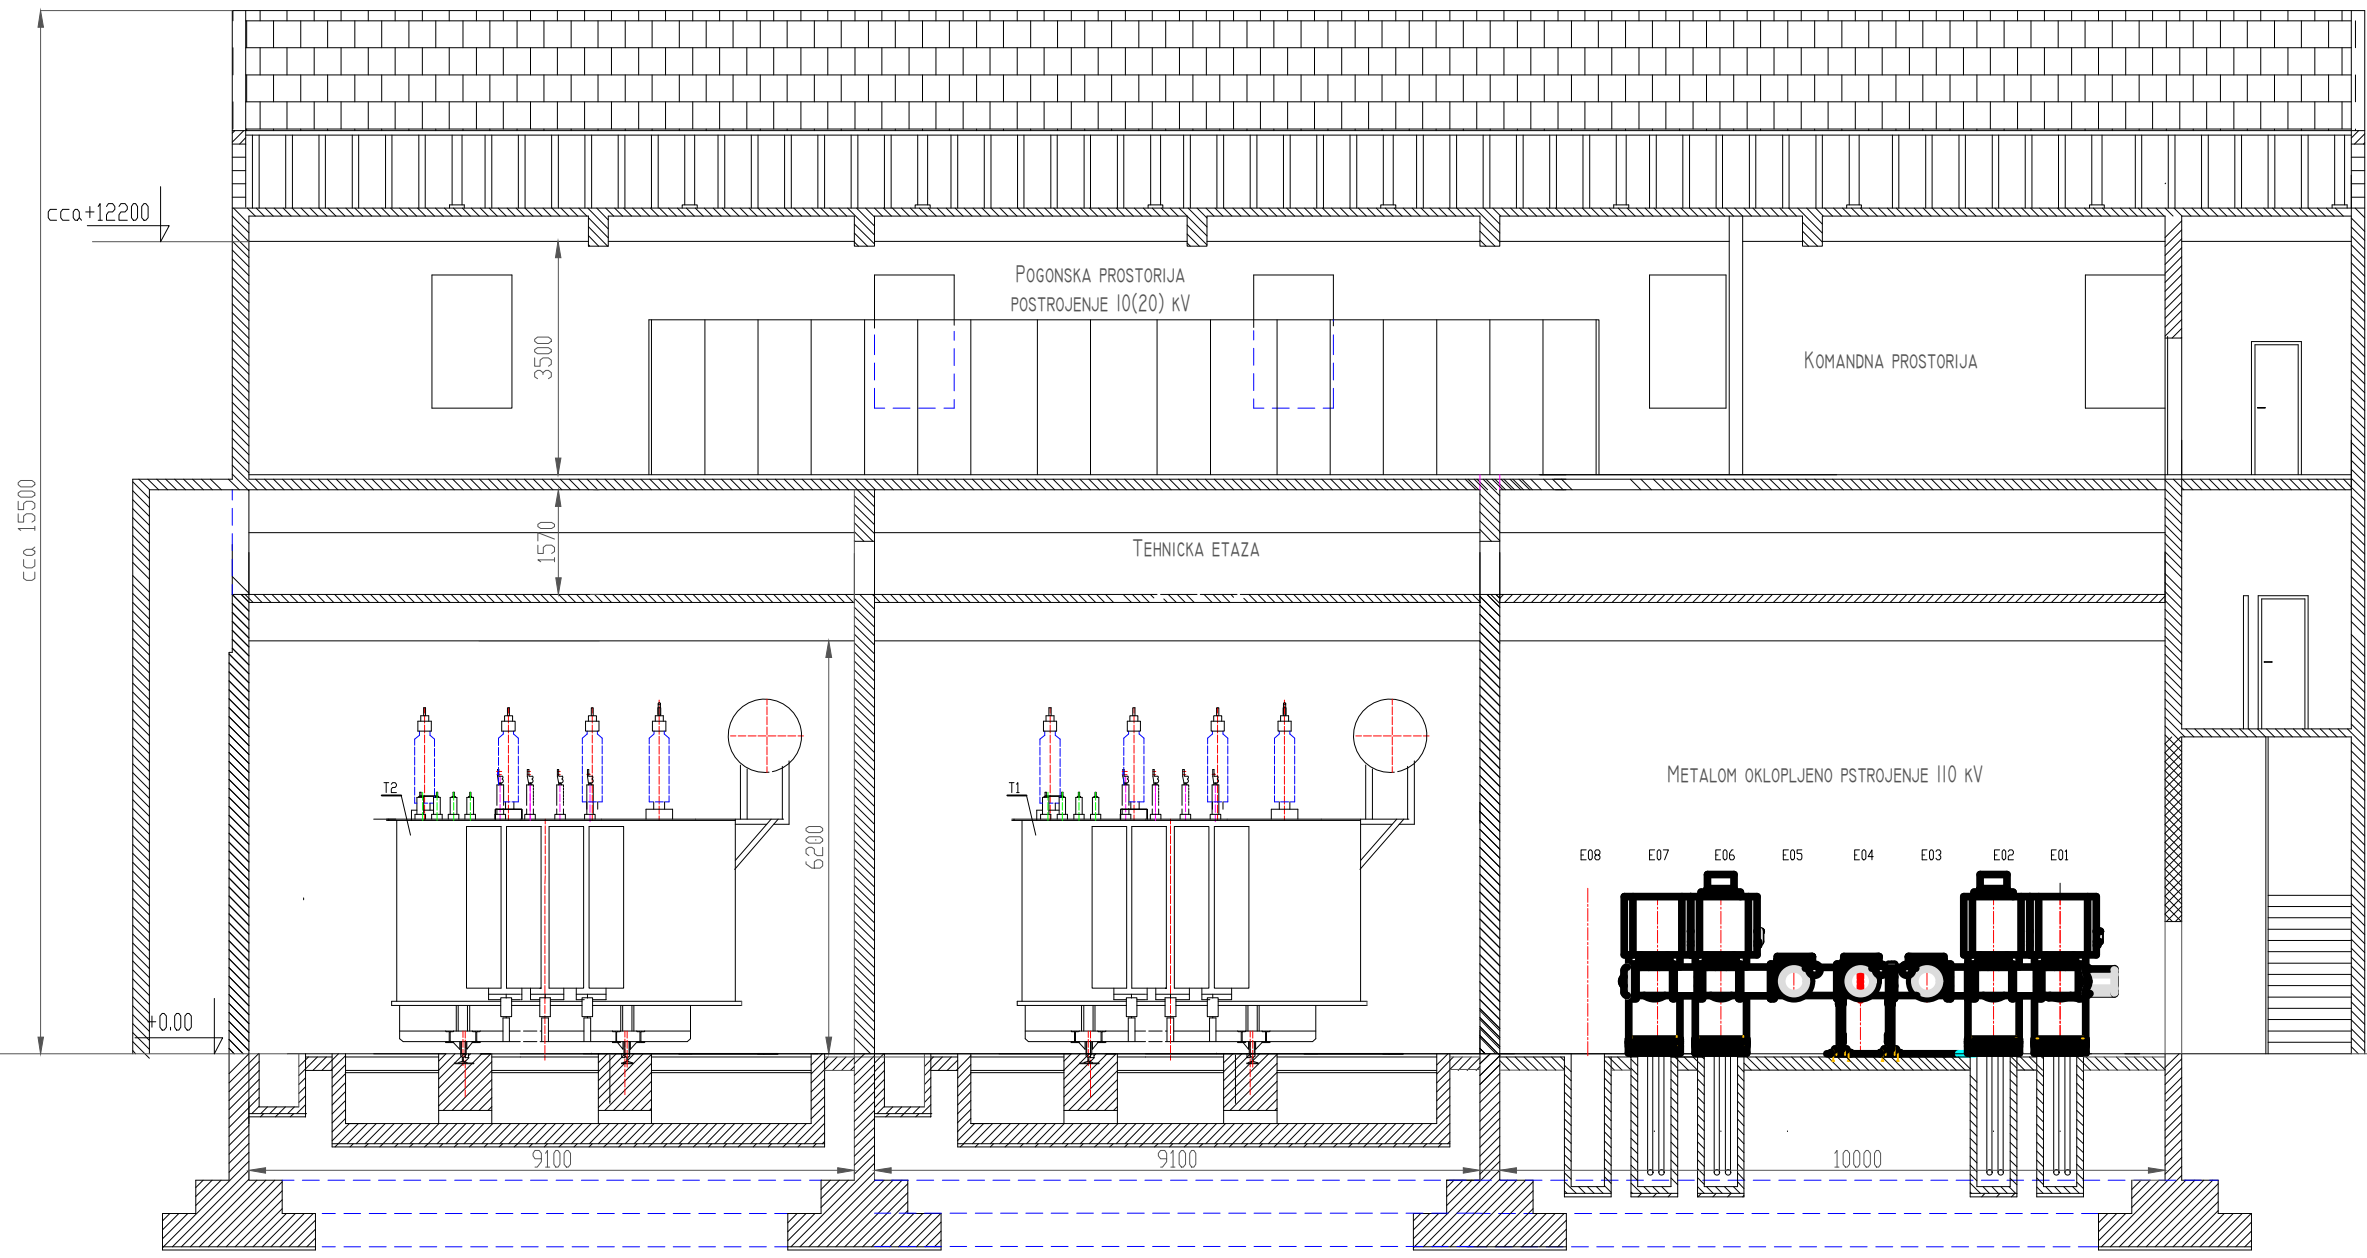 cca+12200
POGONSKA PROSTORIJA
POSTROJENJE 10(20) KV
3500
KOMANDNA PROSTORIJA
cca 15500
1570
TEHNICKA ETAZA
METALOM OKLOPLJENO PSTROJENJE 110 KV
T2
T1
6200
E08 E07 E06 E05 E04 E03 E02 E01
+0.00
9100
9100
10000